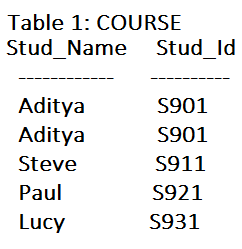 Table 1: COURSE
Stud_Name Stud_Id
------------ ----------
Aditya S901
Aditya S901
Steve S911
Paul S921
Lucy S931